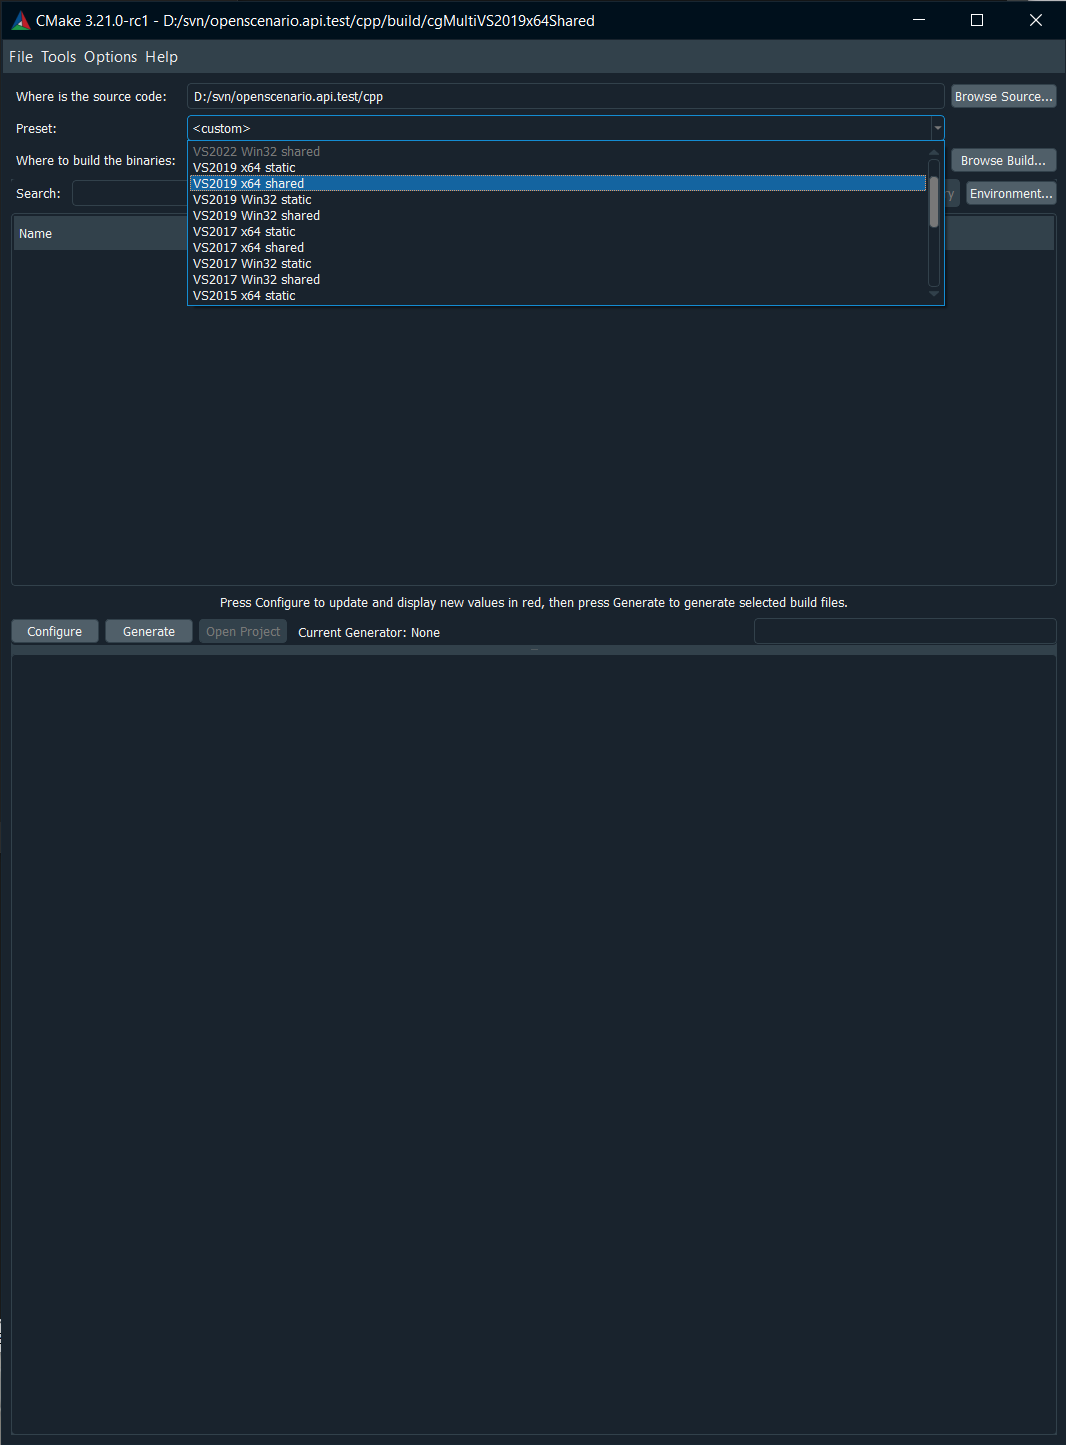 CMake 3.21.0-rc1 - D:/svn/openscenario.api.test/cpp/build/cgMultiVS2019x64Shared
File Tools Options Help
Where is the source code: D:/svn/openscenario.api.test/cpp Browse Source...
Preset: <custom>
Where to build the binaries: Browse Build...
VS2022 Win32 shared
VS2019 x64 static
Search: VS2019 x64 shared Environment...
VS2019 Win32 static
VS2019 Win32 shared
Name VS2017 x64 static
VS2017 x64 shared
VS2017 Win32 static
VS2017 Win32 shared
VS2015 x64 static
Press Configure to update and display new values in red, then press Generate to generate selected build files.
Configure Generate Open Project Current Generator: None